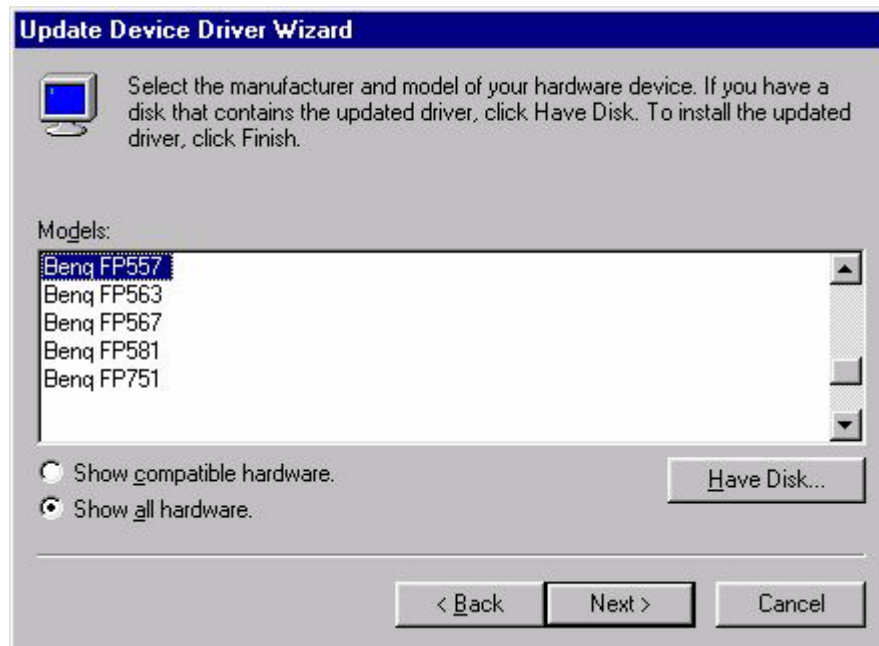 Update Device Driver Wizard
Select the manufacturer and model of your hardware device. If you have a
disk that contains the updated driver, click Have Disk. To install the updated
driver, click Finish.
Models:
Benq FP557
Benq FP563
Benq FP567
Benq FP581
Benq FP751
Show compatible hardware.
Have Disk...
Show all hardware.
< Back
Next >
Cancel